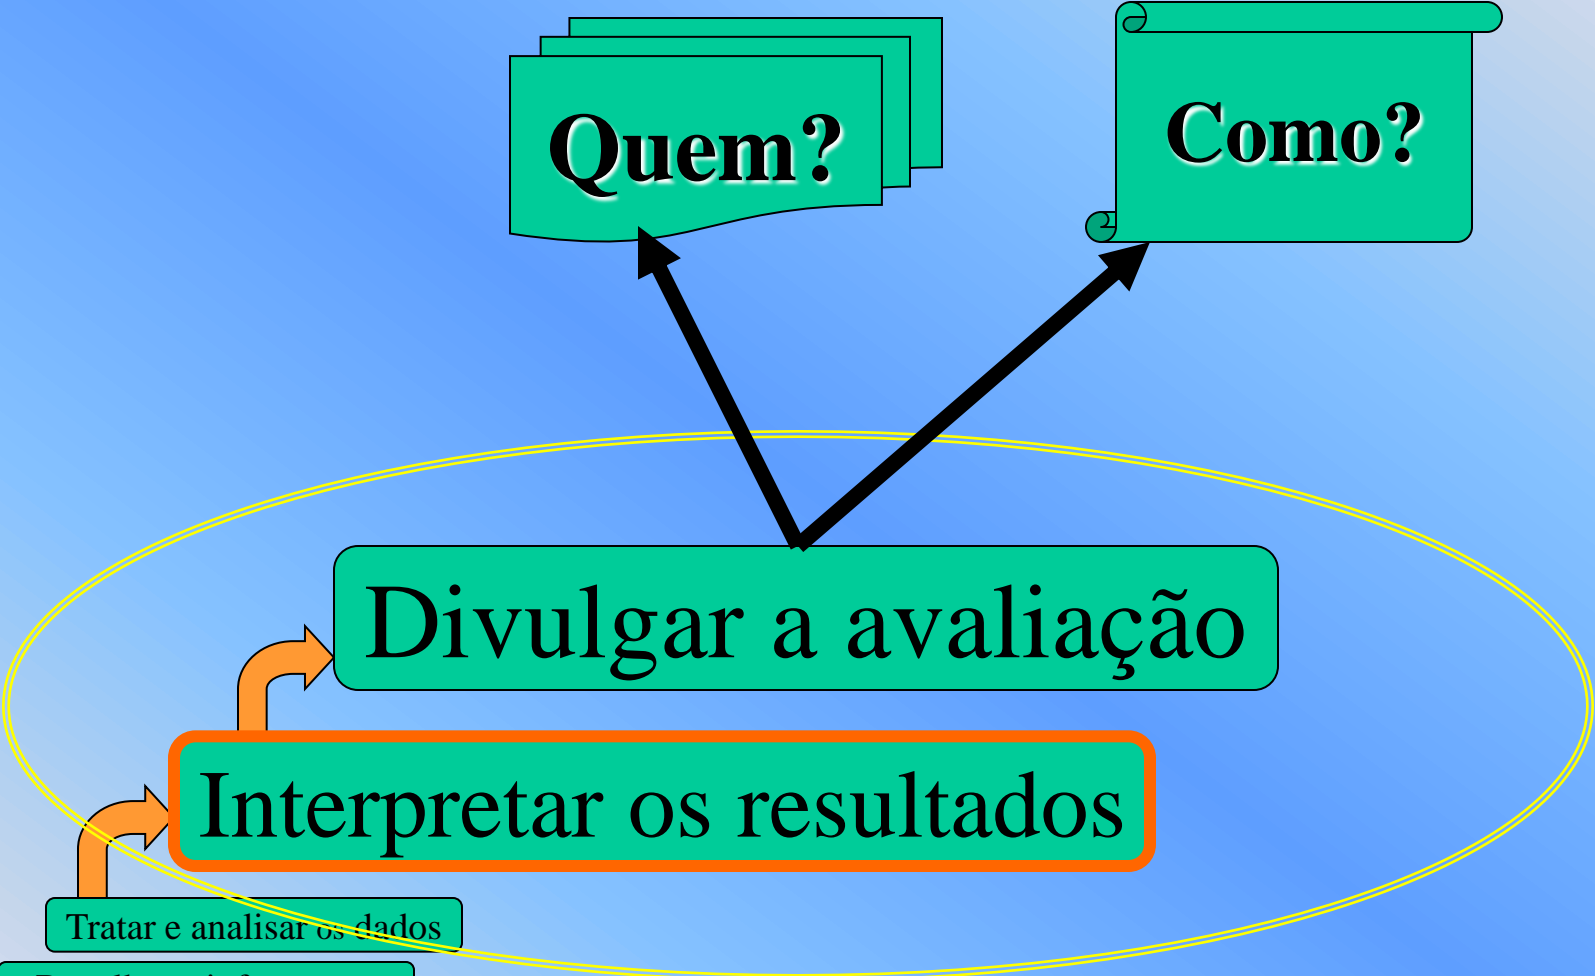 Quem?
Como?
Divulgar a avaliação
Interpretar os resultados
Tratar e analisar os dados